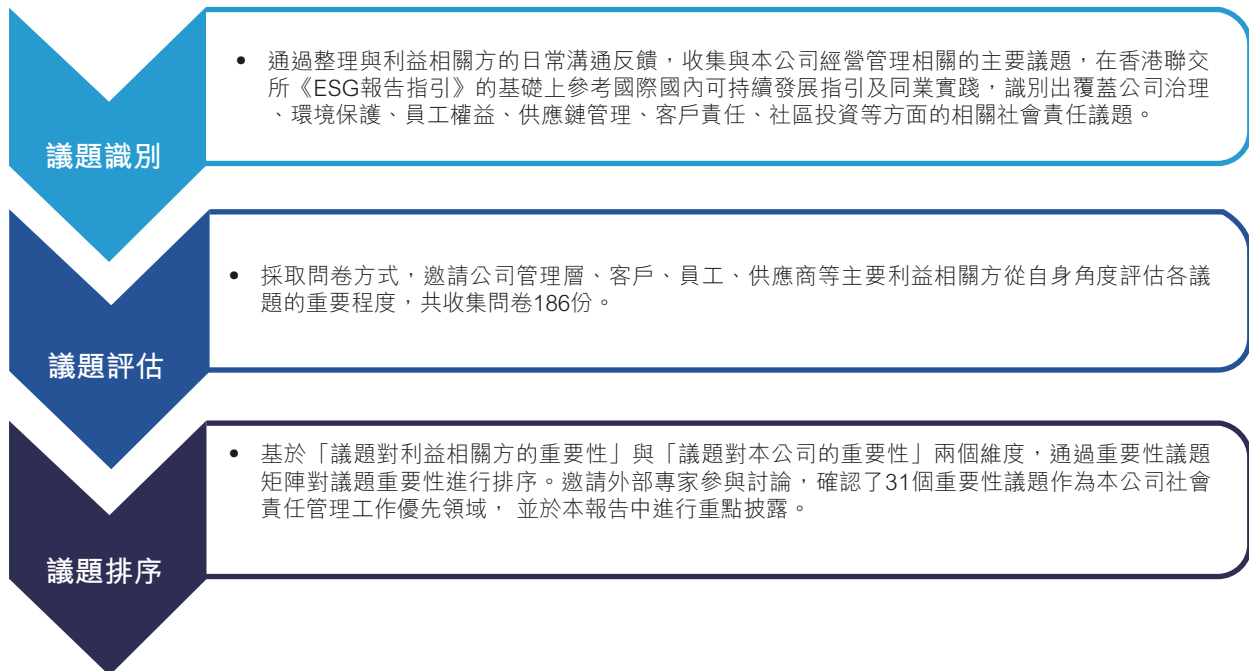 議題識別
• 通過整理與利益相關方的日常溝通反饋，收集與本公司經營管理相關的主要議題，在香港聯交
所《ESG報告指引》的基礎上參考國際國內可持續發展指引及同業實踐，識別出覆蓋公司治理
、環境保護、員工權益、供應鏈管理、客戶責任、社區投資等方面的相關社會責任議題。
議題評估
• 採取問卷方式，邀請公司管理層、客戶、員工、供應商等主要利益相關方從自身角度評估各議
題的重要程度，共收集問卷186份。
議題排序
• 基於「議題對利益相關方的重要性」與「議題對本公司的重要性」兩個維度，通過重要性議題
矩陣對議題重要性進行排序。邀請外部專家參與討論，確認了31個重要性議題作為本公司社會
責任管理工作優先領域， 並於本報告中進行重點披露。